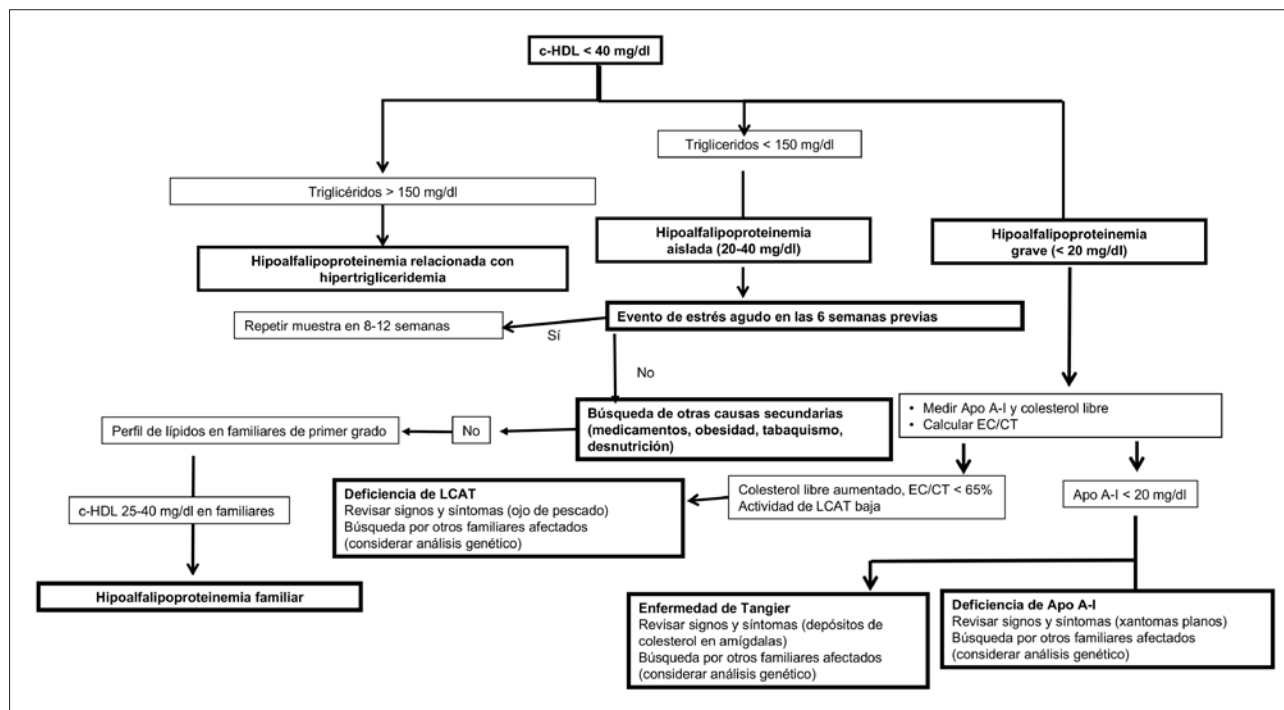 c-HDL < 40 mg/dl
Trigliceridos < 150 mg/dl
Triglicéridos > 150 mg/dl
Hipoalfalipoproteinemia relacionada con
hipertrigliceridemia
Hipoalfalipoproteinemia
aislada (20-40 mg/dl)
Hipoalfalipoproteinemia
grave (< 20 mg/dl)
Repetir muestra en 8-12 semanas
Sí
Evento de estrés agudo en las 6 semanas previas
No
Búsqueda de otras causas secundarias
(medicamentos, obesidad, tabaquismo,
desnutrición)
No
Perfil de lípidos en familiares de primer grado
c-HDL 25-40 mg/dl en familiares
Hipoalfalipoproteinemia familiar
• Medir Apo A-I y colesterol libre
• Calcular EC/CT
Colesterol libre aumentado, EC/CT < 65%
Actividad de LCAT baja
Apo A-I < 20 mg/dl
Deficiencia de LCAT
Revisar signos y síntomas (ojo de pescado)
Búsqueda por otros familiares afectados
(considerar análisis genético)
Enfermedad de Tangier
Revisar signos y síntomas (depósitos de
colesterol en amígdalas)
Búsqueda por otros familiares afectados
(considerar análisis genético)
Deficiencia de Apo A-I
Revisar signos y síntomas (xantomas planos)
Búsqueda por otros familiares afectados
(considerar análisis genético)